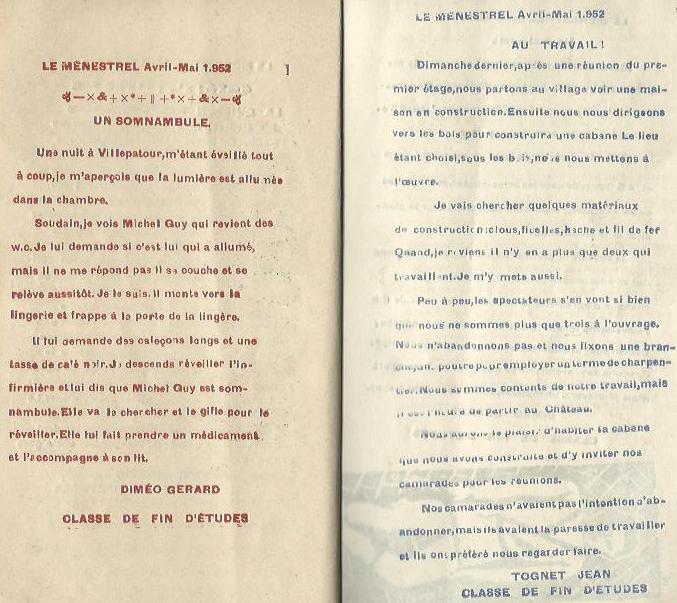 LE MENESTREL Avril-Mai 1.952 1
UN SOMNAMBULE.
Une nuit à Villepatour,m'étant éveillé tout
à coup,je m'aperçois que la lumière est allumée
dans la chambre.
Soudain,je vois Michel Guy qui revient des
w.c.Je lui demande si c'est lui qui a allumé,
mais il ne me répond pas Il se couche et se
relève aussitôt. Je le suis.Il monte vers la
lingerie et frappe à la porte de la lingère.
Il lui demande des caleçons longs et une
tasse de café noir.Je descends réveiller l'in-
firmière et lui dis que Michel Guy est som-
nambule.Elle va le chercher et le gifle pour le
réveiller.Elle lui fait prendre un médicament
et l'accompagne à son lit.
DIMÉO GERARD
CLASSE DE FIN D'ÉTUDES
LE MENESTREL Avril-Mai 1.952
AU TRAVAIL!
Dimanche dernier,après une réunion du pre-
mier étage,nous partons au village voir une mai-
son en construction.Ensuite nous nous dirigeons
vers les bois pour construire une cabane Le lieu
étant choisi,sous les bois,nous nous mettons à
l'œuvre.
Je vais chercher quelques matériaux
de construction:clous,ficelles,hache et fil de fer
Quand,je reviens il n'y en a plus que deux qui
travaillent.Je m'y mets aussi.
Peu à peu,les spectateurs s'en vont si bien
que nous ne sommes plus que trois à l'ouvrage.
Nous n'abandonnons pas et nous fixons une bran-
che,un poutre pour employer un terme de charpen-
tier.Nous sommes contents de notre travail,mais
il est l'heure de partir au Château.
Nous aurons le plaisir d'habiter la cabane
que nous avons construite et d'y inviter nos
camarades pour les réunions.
Nos camarades n'avaient pas l'intention d'ab-
andonner,mais ils avaient la paresse de travailler
et ils ont préféré nous regarder faire.
TOGNET JEAN
CLASSE DE FIN D'ÉTUDES